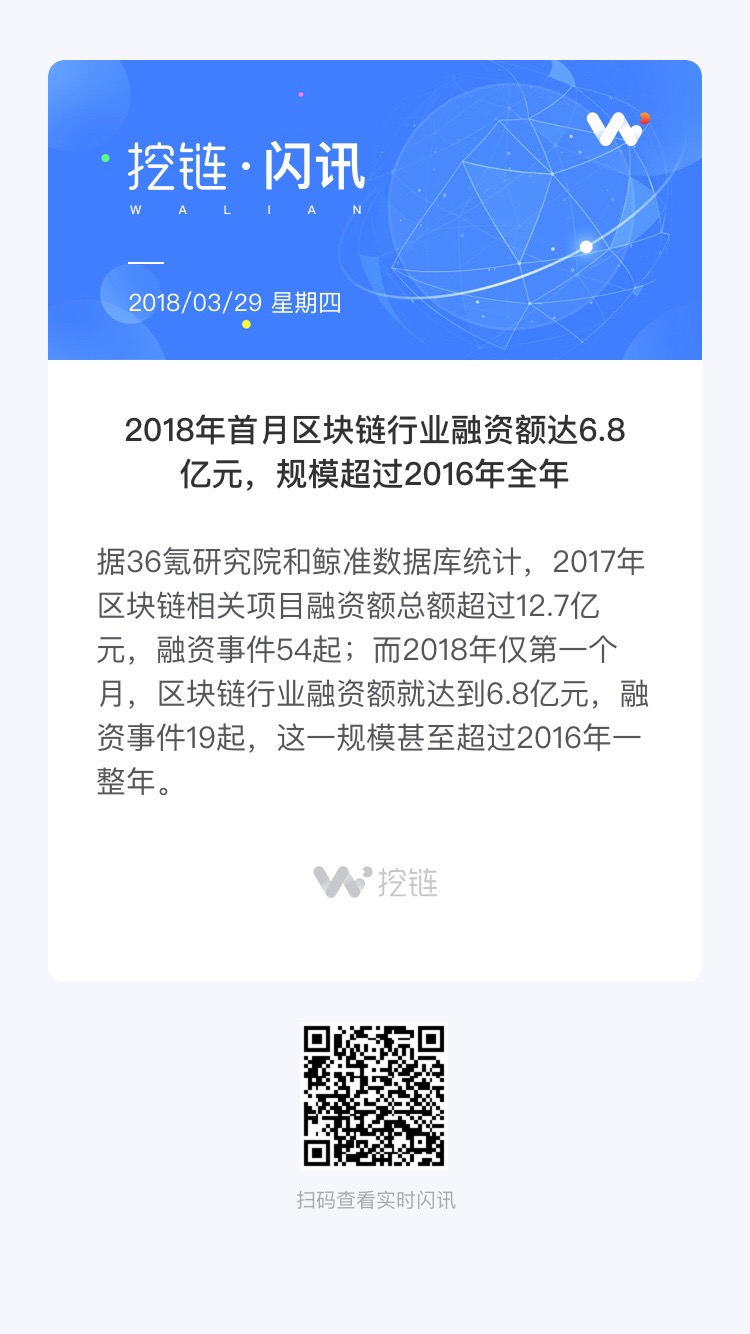 挖链·闪讯
WALIAN
2018/03/29 星期四
2018年首月区块链行业融资额达6.8
亿元，规模超过2016年全年
据36氪研究院和鲸准数据库统计，2017年
区块链相关项目融资额总额超过12.7亿
元，融资事件54起；而2018年仅第一个
月，区块链行业融资额就达到6.8亿元，融
资事件19起，这一规模甚至超过2016年一
整年。
挖链
扫码查看实时闪讯